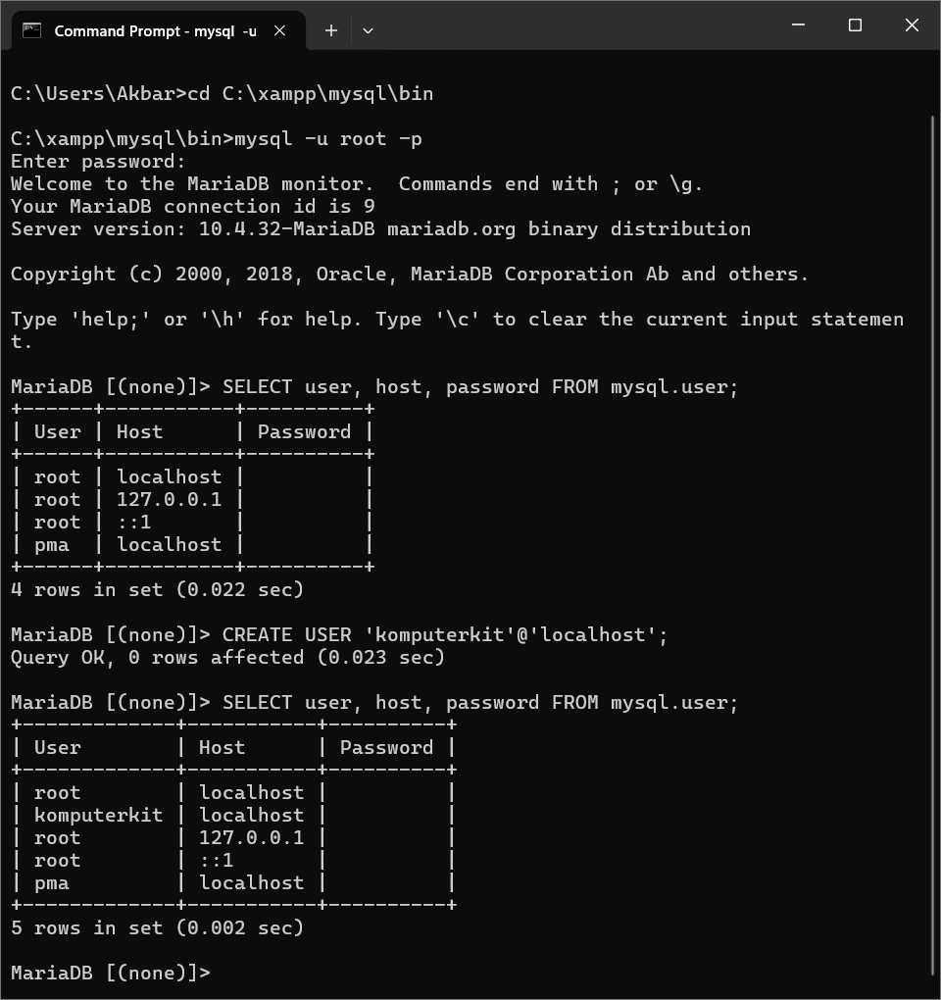 Command Prompt - mysql  -u
C:\Users\Akbar>cd C:\xampp\mysql\bin
C:\xampp\mysql\bin>mysql -u root -p
Enter password:
Welcome to the MariaDB monitor.  Commands end with ; or \g.
Your MariaDB connection id is 9
Server version: 10.4.32-MariaDB mariadb.org binary distribution
Copyright (c) 2000, 2018, Oracle, MariaDB Corporation Ab and others.
Type 'help;' or '\h' for help. Type '\c' to clear the current input statemen
t.
MariaDB [(none)]> SELECT user, host, password FROM mysql.user;
+------+-----------+----------+
| User | Host      | Password |
+------+-----------+----------+
| root | localhost |          |
| root | 127.0.0.1 |          |
| root | ::1       |          |
| pma  | localhost |          |
+------+-----------+----------+
4 rows in set (0.022 sec)
MariaDB [(none)]> CREATE USER 'komputerkit'@'localhost';
Query OK, 0 rows affected (0.023 sec)
MariaDB [(none)]> SELECT user, host, password FROM mysql.user;
+-------------+-----------+----------+
| User        | Host      | Password |
+-------------+-----------+----------+
| root        | localhost |          |
| komputerkit | localhost |          |
| root        | 127.0.0.1 |          |
| root        | ::1       |          |
| pma         | localhost |          |
+-------------+-----------+----------+
5 rows in set (0.002 sec)
MariaDB [(none)]>